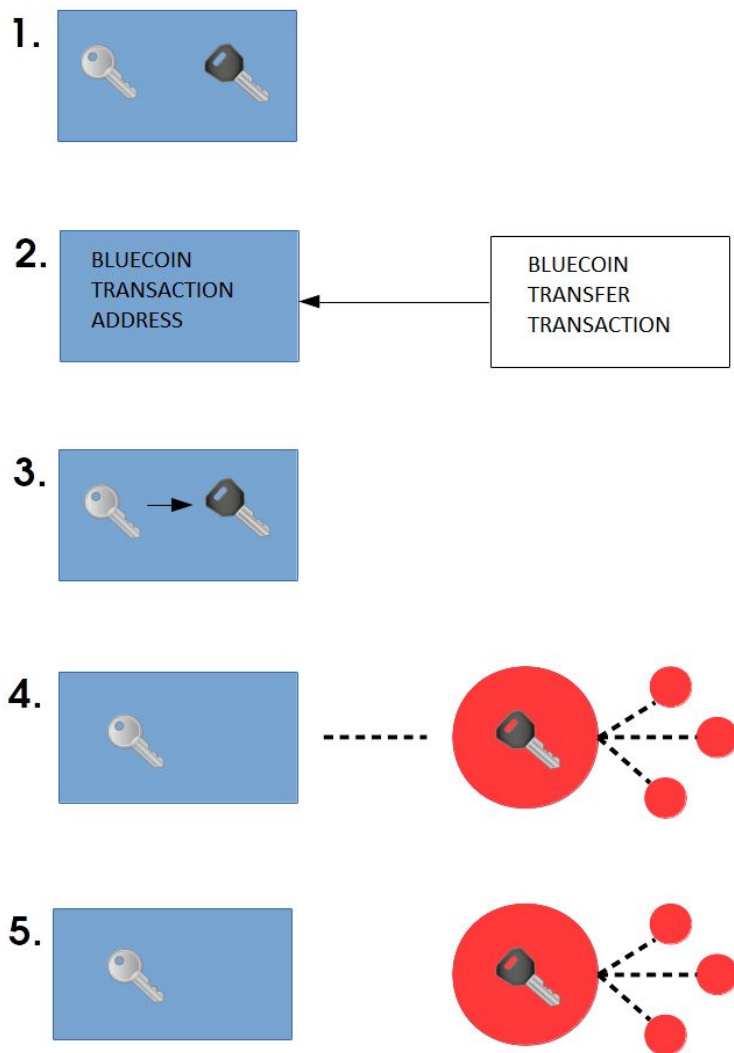 1.
2.
BLUECOIN
TRANSACTION
ADDRESS
BLUECOIN
TRANSFER
TRANSACTION
3.
4.
5.